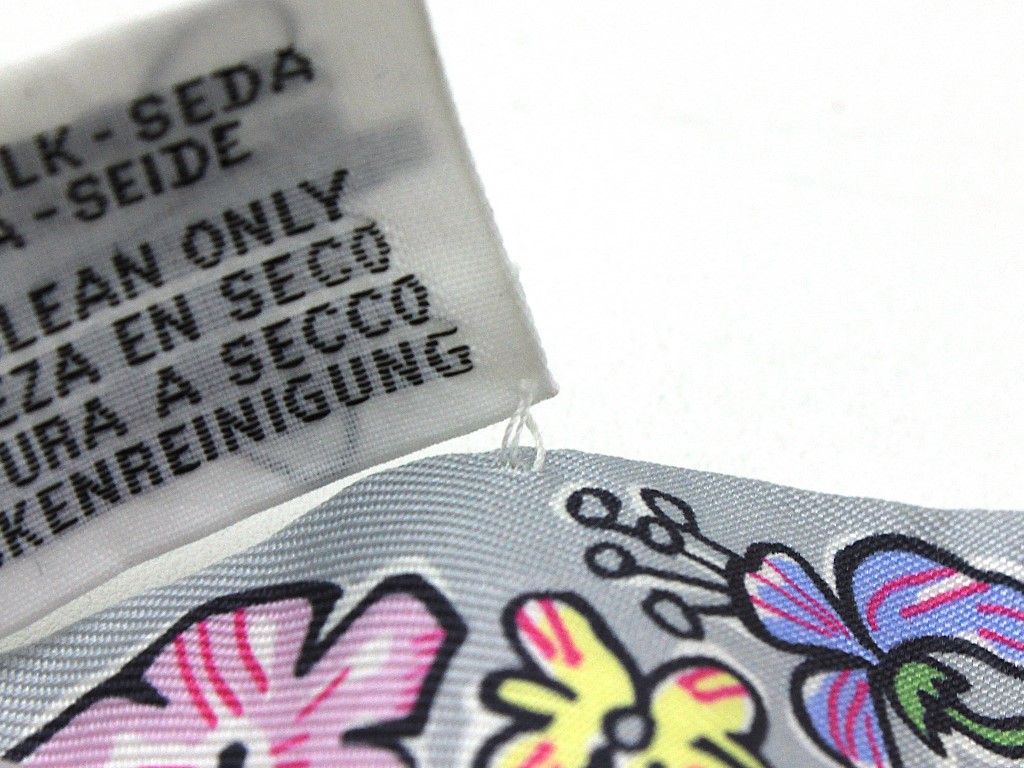 LK - SEDA
A - SEIDE
LEAN ONLY
EZA EN SECO
URA A SECCO
KENREINIGUNG